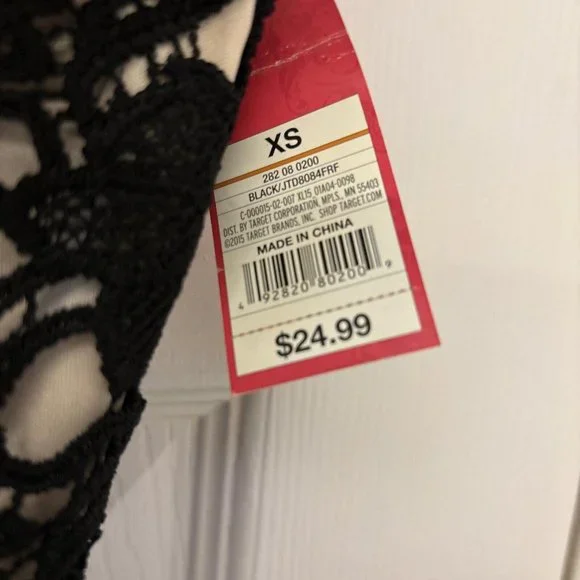 XS
282 08 0200
BLACK/JTD8084FRF
C-000015-02-007 XL15 01A04-0098
DIST. BY TARGET CORPORATION, MPLS, MN 55403
©2015 TARGET BRANDS, INC. SHOP TARGET.COM
MADE IN CHINA
4 92820 80200 9
$24.99